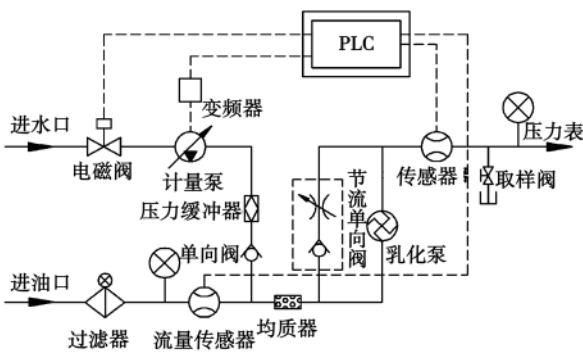 PLC
变频器
进水口
压力表
电磁阀
计量泵
传感器
取样阀
压力缓冲器
节流单向阀
单向阀
乳化泵
进油口
过滤器
流量传感器
均质器